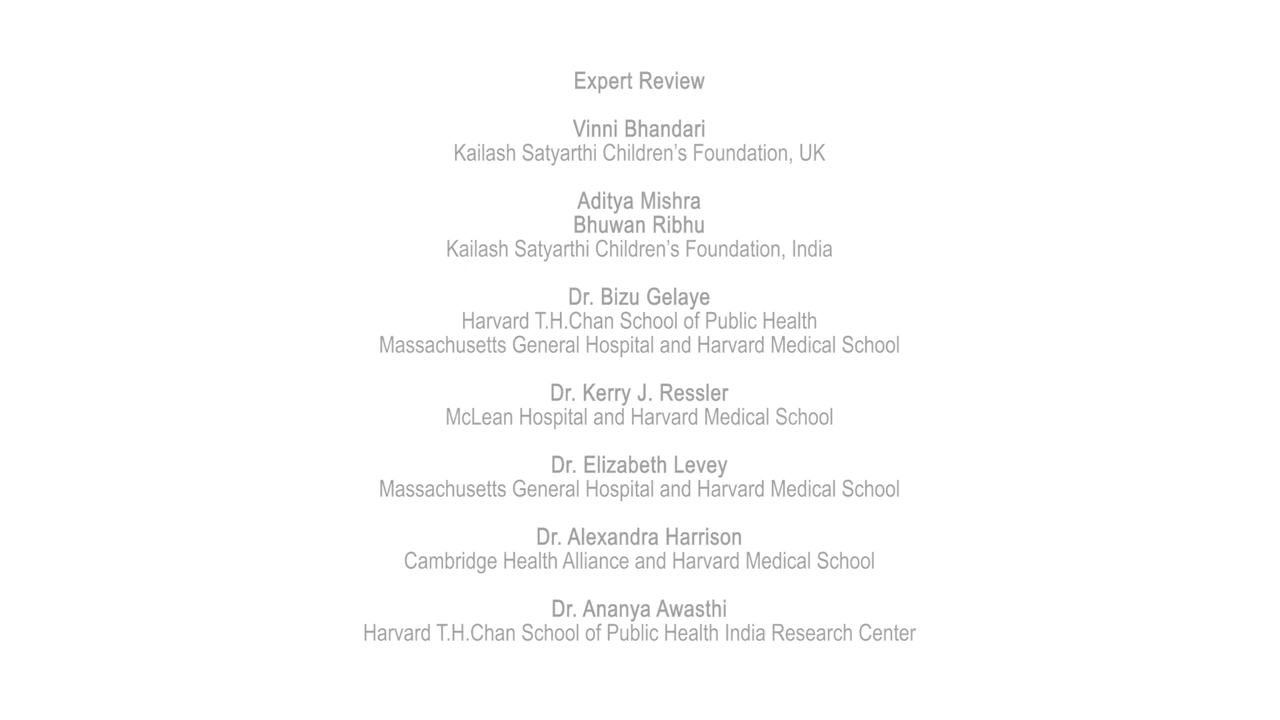 Expert Review
Vinni Bhandari
Kailash Satyarthi Children’s Foundation, UK
Aditya Mishra
Bhuwan Ribhu
Kailash Satyarthi Children’s Foundation, India
Dr. Bizu Gelaye
Harvard T.H.Chan School of Public Health
Massachusetts General Hospital and Harvard Medical School
Dr. Kerry J. Ressler
McLean Hospital and Harvard Medical School
Dr. Elizabeth Levey
Massachusetts General Hospital and Harvard Medical School
Dr. Alexandra Harrison
Cambridge Health Alliance and Harvard Medical School
Dr. Ananya Awasthi
Harvard T.H.Chan School of Public Health India Research Center